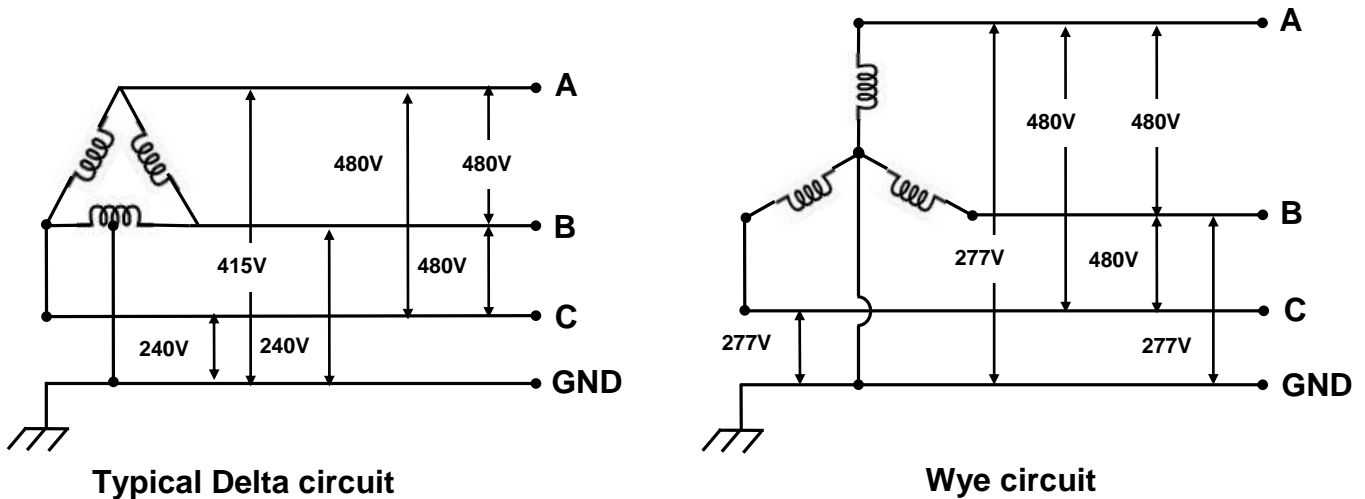 A
480V
480V
B
415V
480V
C
240V
240V
GND
Typical Delta circuit
A
480V
480V
B
277V
480V
C
277V
277V
GND
Wye circuit